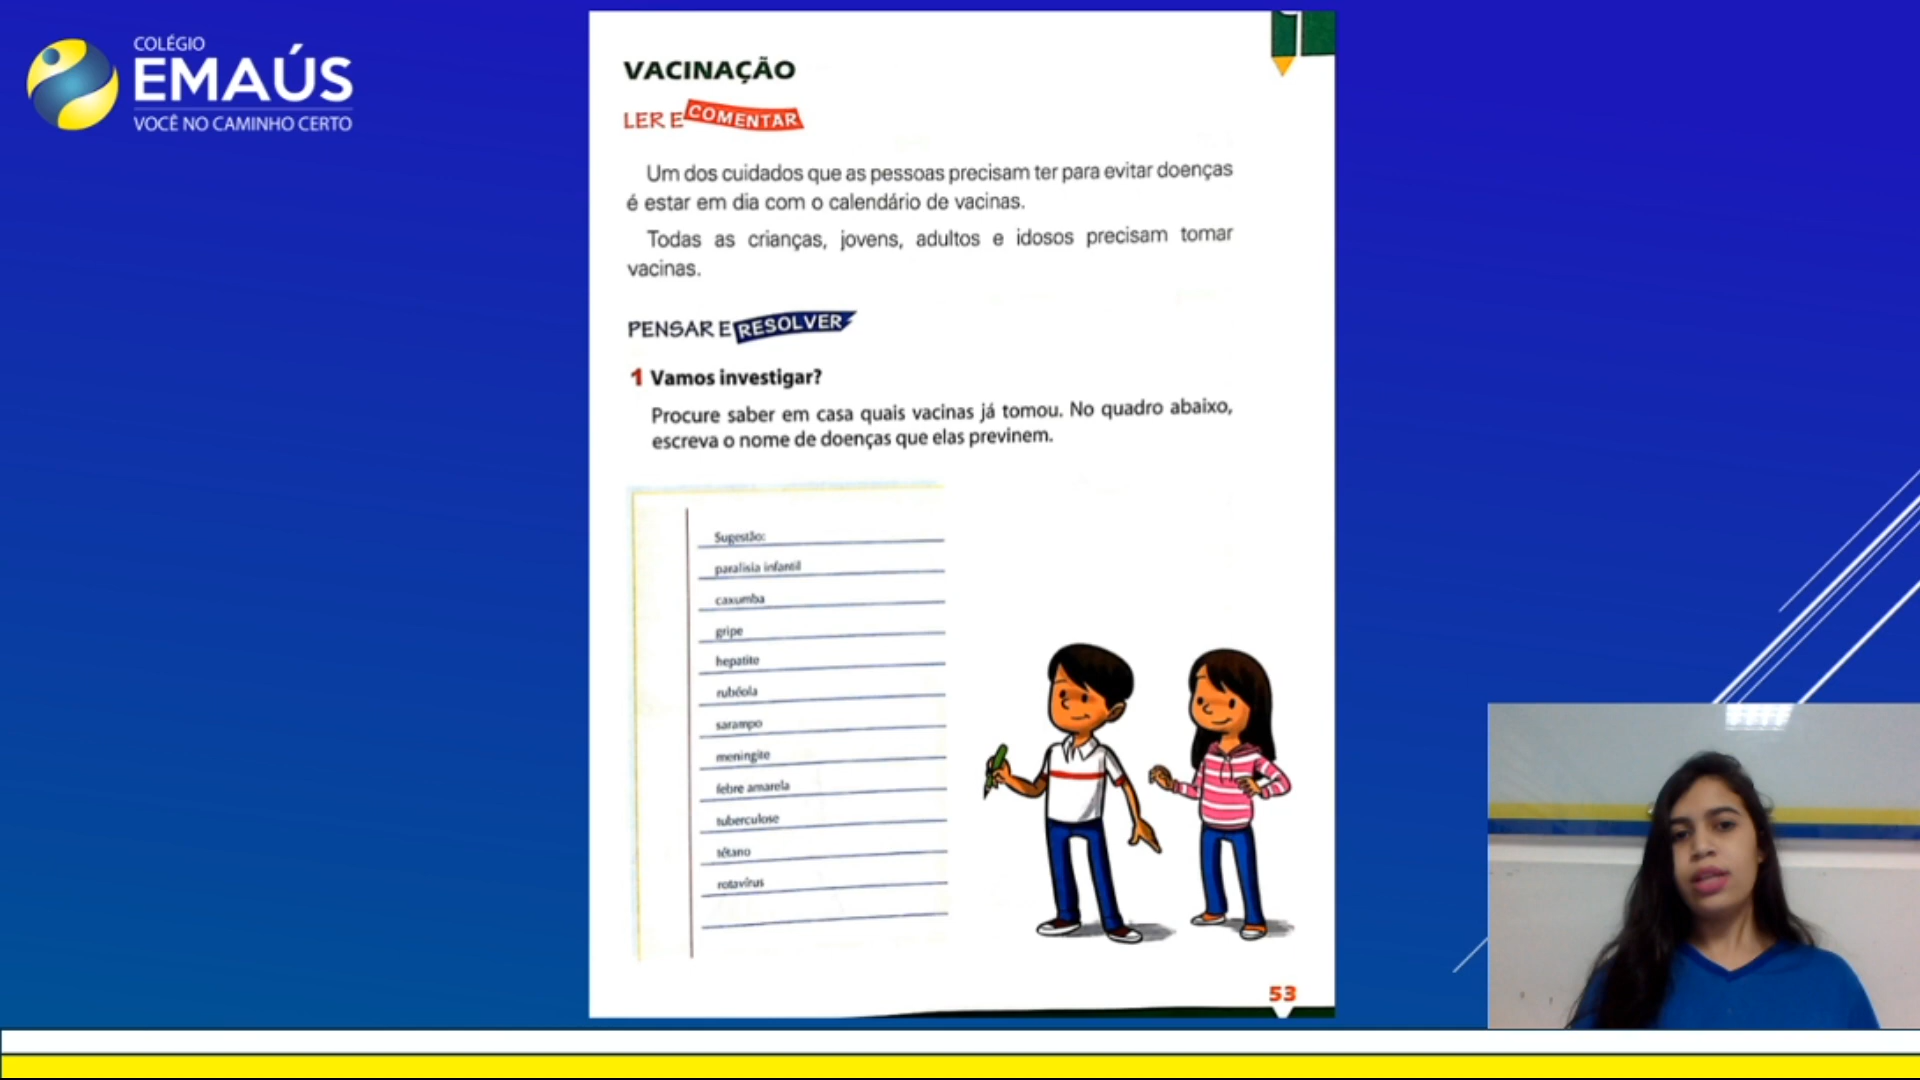 COLÉGIO
EMAÚS
VOCÊ NO CAMINHO CERTO
VACINAÇÃO
LER E COMENTAR
Um dos cuidados que as pessoas precisam ter para evitar doenças
é estar em dia com o calendário de vacinas.
Todas as crianças, jovens, adultos e idosos precisam tomar
vacinas.
PENSAR E RESOLVER
1 Vamos investigar?
Procure saber em casa quais vacinas já tomou. No quadro abaixo,
escreva o nome de doenças que elas previnem.
Sugestão:
paralisia infantil
caxumba
gripe
hepatite
rubéola
sarampo
meningite
febre amarela
tuberculose
tétano
rotavírus
53